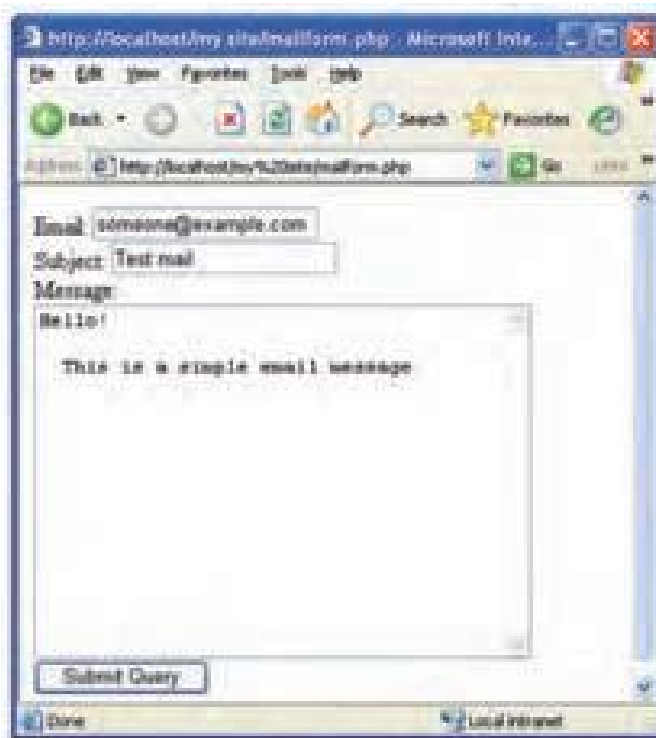 http://localhost/my site/mailform.php - Microsoft Inte...
File Edit View Favorites Tools Help
Back Search Favorites
Address http://localhost/my%20site/mailform.php Go Links
Email: someone@example.com
Subject: Test mail
Message:
Hello!
This is a simple email message
Submit Query
Done Local intranet